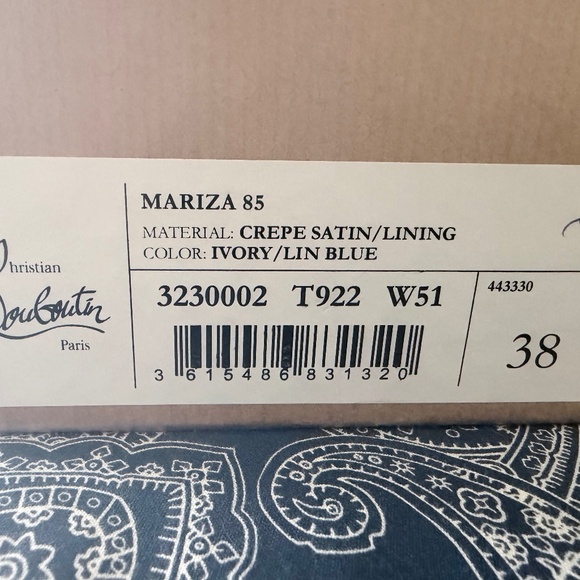 Christian
Louboutin
Paris
MARIZA 85
MATERIAL: CREPE SATIN/LINING
COLOR: IVORY/LIN BLUE
3230002 T922 W51
3 615486 831320
443330
38